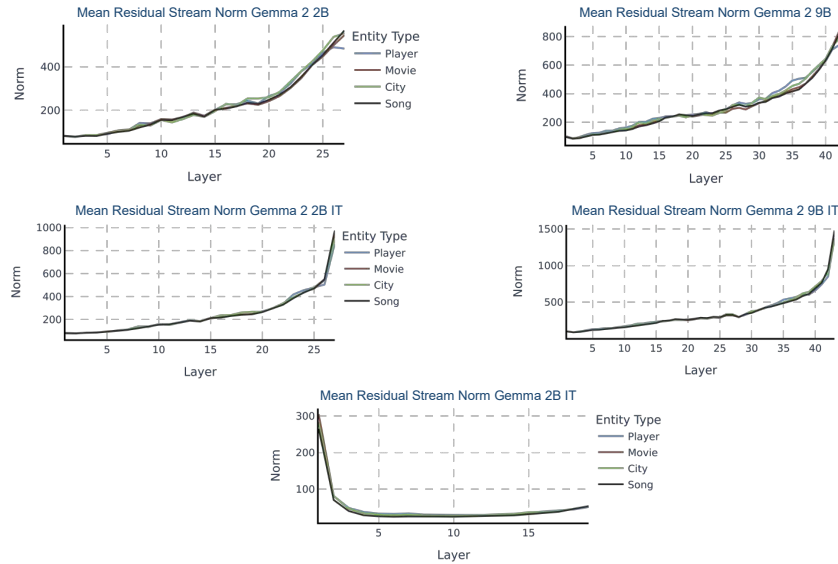 Mean Residual Stream Norm Gemma 2 2B
Norm
400
200
5
10
15
20
25
Layer
Entity Type
Player
Movie
City
Song
Mean Residual Stream Norm Gemma 2 9B
Norm
800
600
400
200
5
10
15
20
25
30
35
40
Layer
Mean Residual Stream Norm Gemma 2 2B IT
Norm
1000
800
600
400
200
5
10
15
20
25
Layer
Entity Type
Player
Movie
City
Song
Mean Residual Stream Norm Gemma 2 9B IT
Norm
1500
1000
500
5
10
15
20
25
30
35
40
Layer
Mean Residual Stream Norm Gemma 2B IT
Norm
300
200
100
5
10
15
Layer
Entity Type
Player
Movie
City
Song